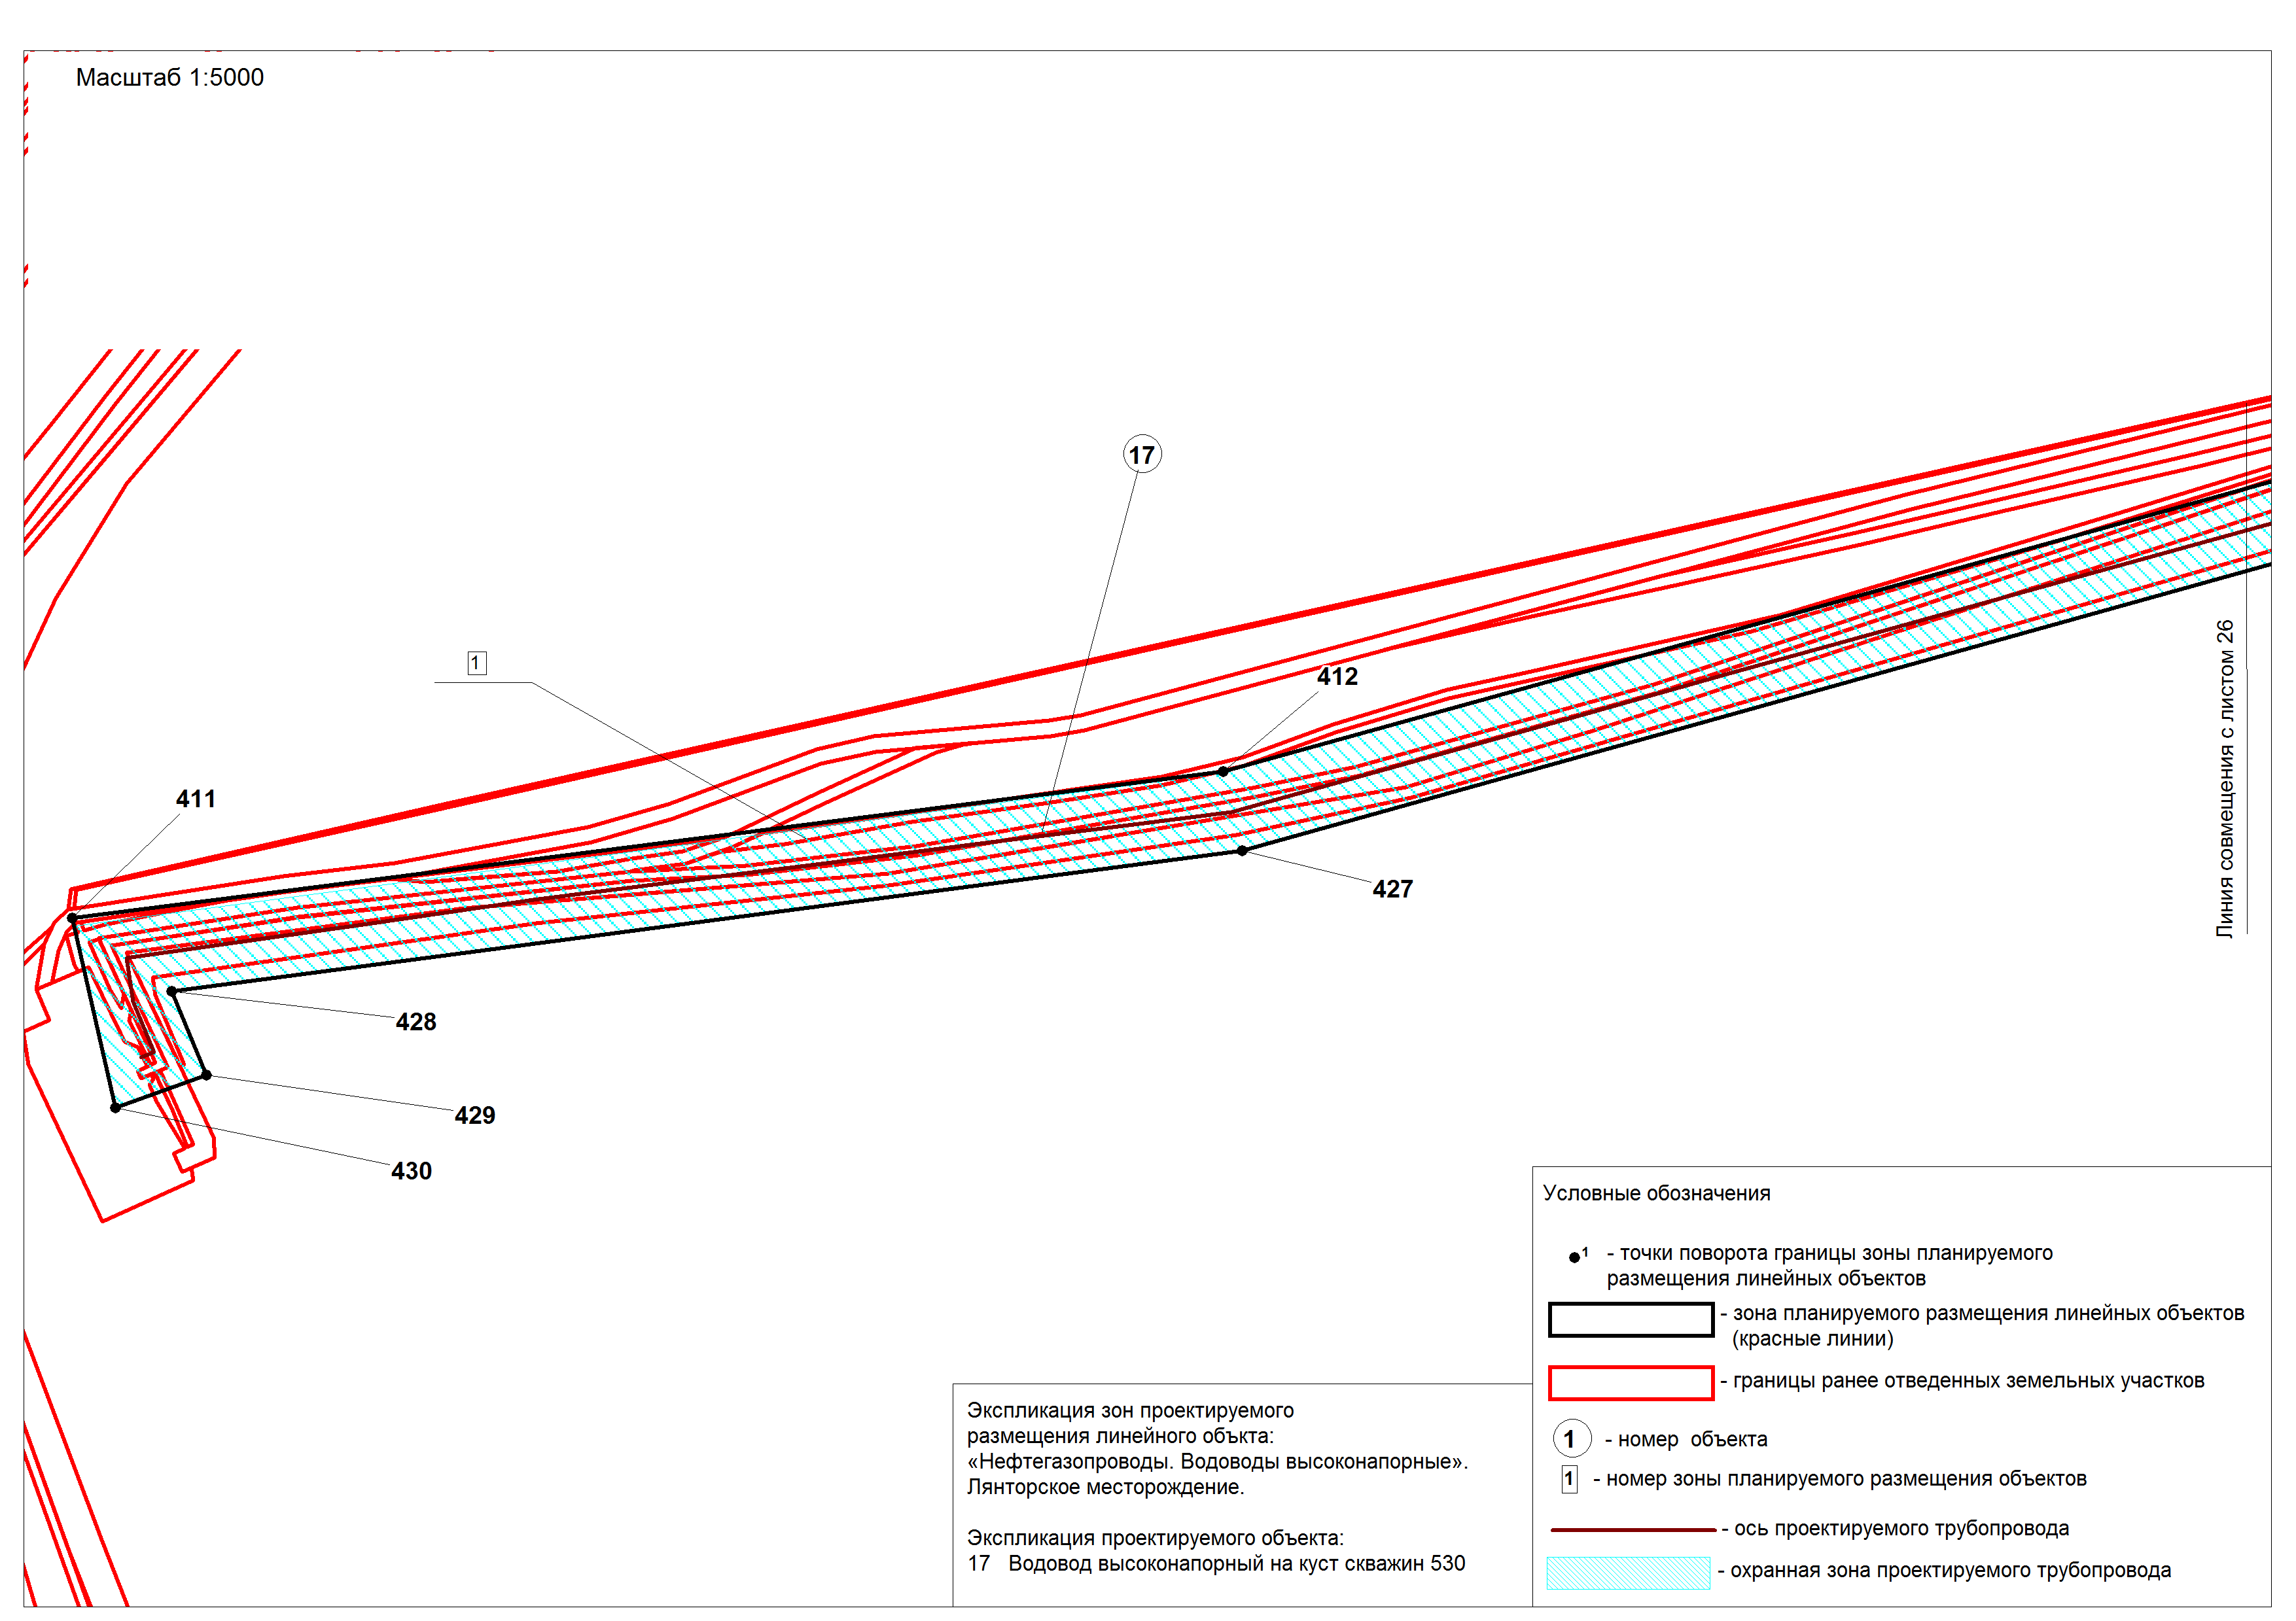 Масштаб 1:5000
17
1
412
411
427
428
429
430
Линия совмещения с листом 26
Условные обозначения
1 - точки поворота границы зоны планируемого
размещения линейных объектов
- зона планируемого размещения линейных объектов
(красные линии)
- границы ранее отведенных земельных участков
1 - номер объекта
1 - номер зоны планируемого размещения объектов
- ось проектируемого трубопровода
- охранная зона проектируемого трубопровода
Экспликация зон проектируемого
размещения линейного объкта:
«Нефтегазопроводы. Водоводы высоконапорные».
Лянторское месторождение.
Экспликация проектируемого объекта:
17 Водовод высоконапорный на куст скважин 530